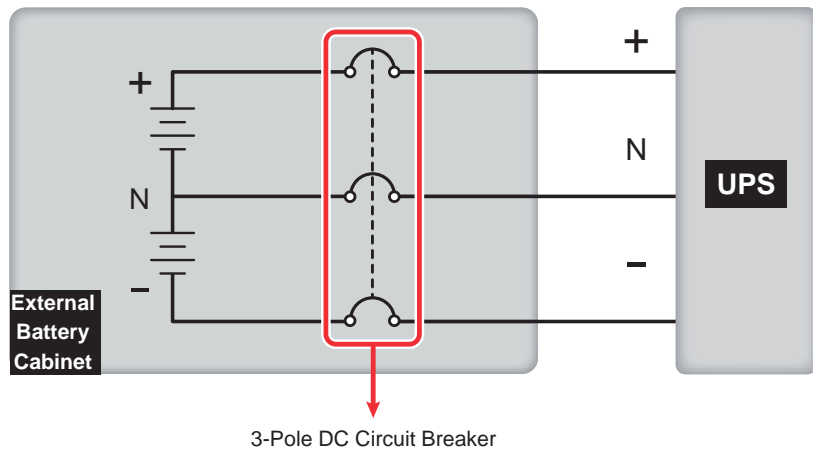 +
+
N
N
UPS
-
-
External
Battery
Cabinet
3-Pole DC Circuit Breaker